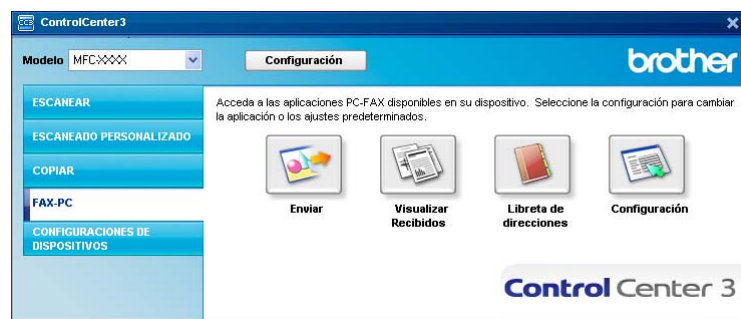 CC3 ControlCenter3
Modelo MFC-XXXX Configuración
brother
ESCANEAR
ESCANEADO PERSONALIZADO
COPIAR
FAX-PC
CONFIGURACIONES DE
DISPOSITIVOS
Acceda a las aplicaciones PC-FAX disponibles en su dispositivo. Seleccione la configuración para cambiar
la aplicación o los ajustes predeterminados.
Enviar
Visualizar
Recibidos
Libreta de
direcciones
Configuración
Control Center 3